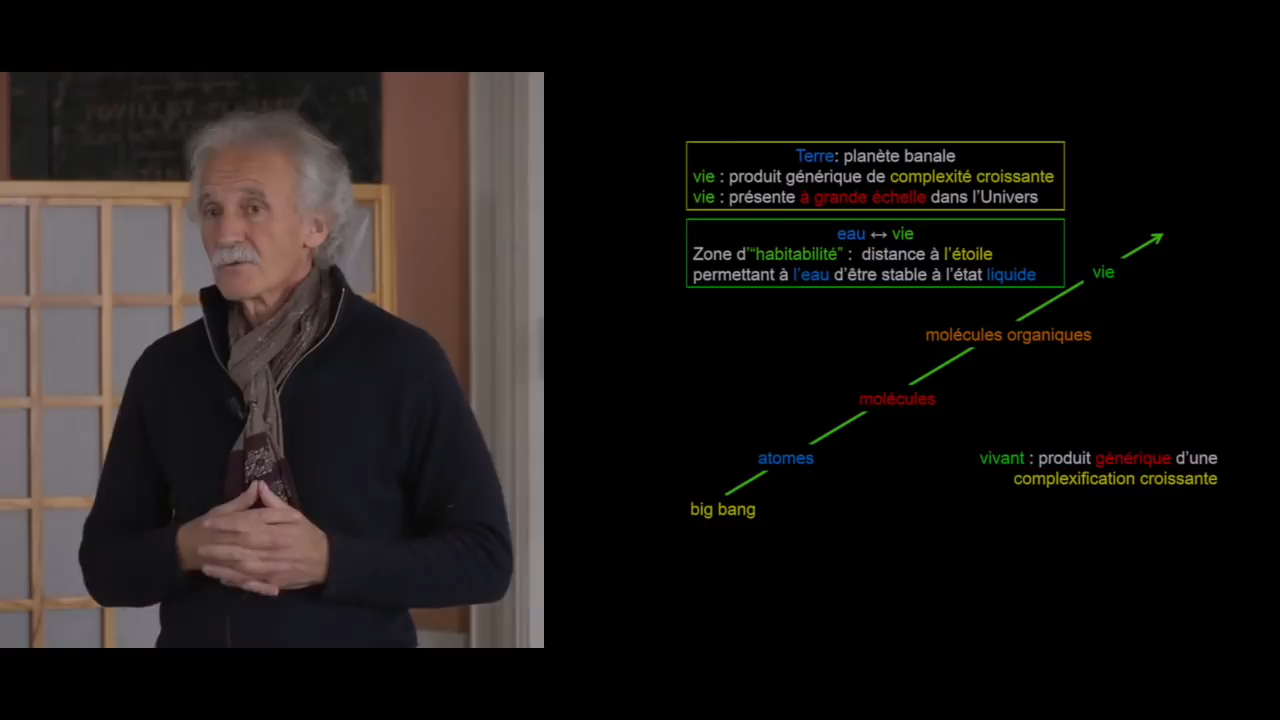 Terre: planète banale
vie : produit générique de complexité croissante
vie : présente à grande échelle dans l'Univers
eau ↔ vie
Zone d'“habitabilité” : distance à l'étoile
permettant à l'eau d'être stable à l'état liquide
vie
molécules organiques
molécules
atomes
vivant : produit générique d'une
complexification croissante
big bang